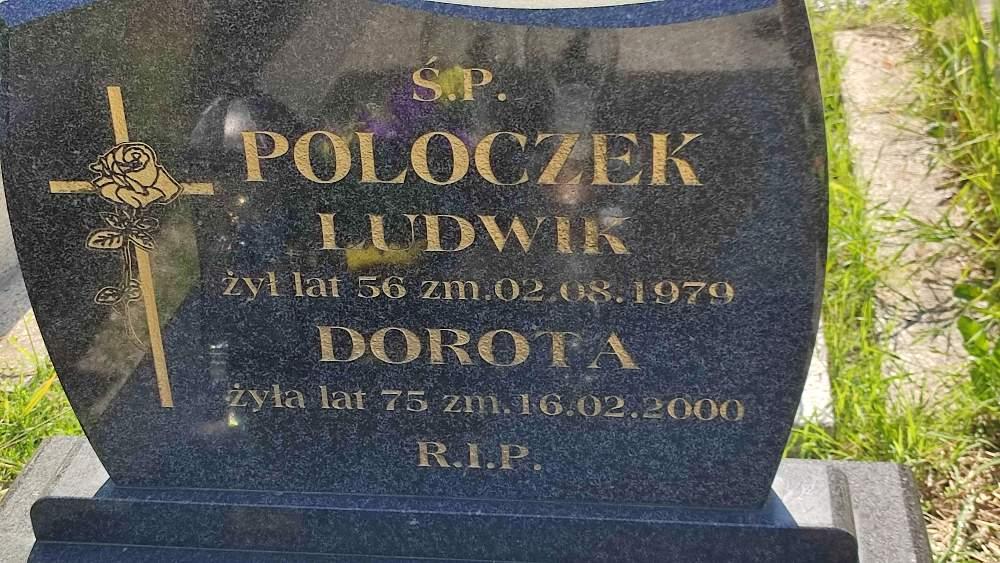 Ś.P.
POLOCZEK
LUDWIK
żył lat 56 zm.02.08.1979
DOROTA
żyła lat 75 zm.16.02.2000
R.I.P.